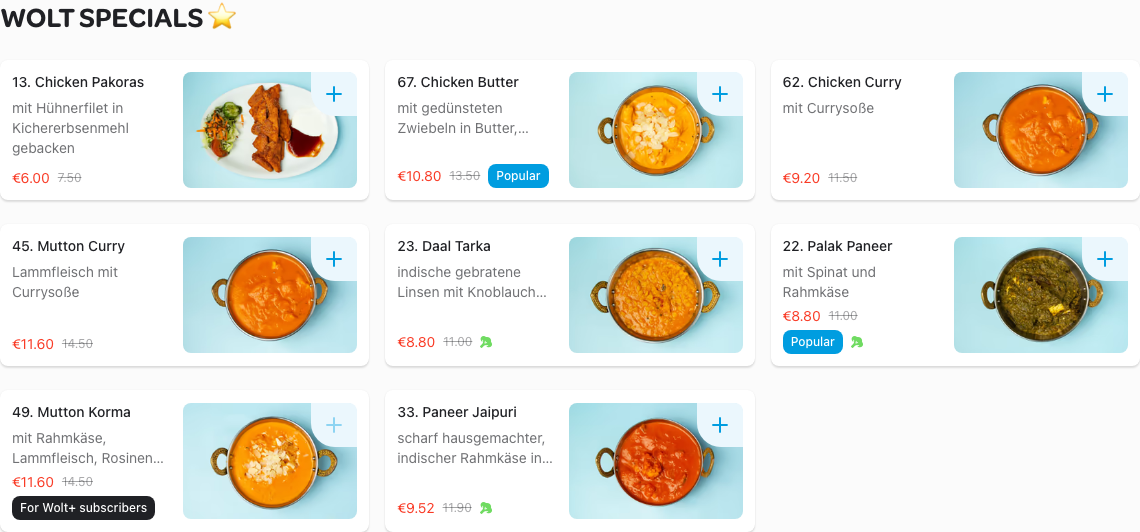 WOLT SPECIALS ⭐
13. Chicken Pakoras
mit Hühnerfilet in
Kichererbsenmehl
gebacken
€6.00 7.50
67. Chicken Butter
mit gedünsteten
Zwiebeln in Butter,...
€10.80 13.50 Popular
62. Chicken Curry
mit Currysoße
€9.20 11.50
45. Mutton Curry
Lammfleisch mit
Currysoße
€11.60 14.50
23. Daal Tarka
indische gebratene
Linsen mit Knoblauch...
€8.80 11.00
22. Palak Paneer
mit Spinat und
Rahmkäse
€8.80 11.00
Popular
49. Mutton Korma
mit Rahmkäse,
Lammfleisch, Rosinen...
€11.60 14.50
For Wolt+ subscribers
33. Paneer Jaipuri
scharf hausgemachter,
indischer Rahmkäse in...
€9.52 11.90